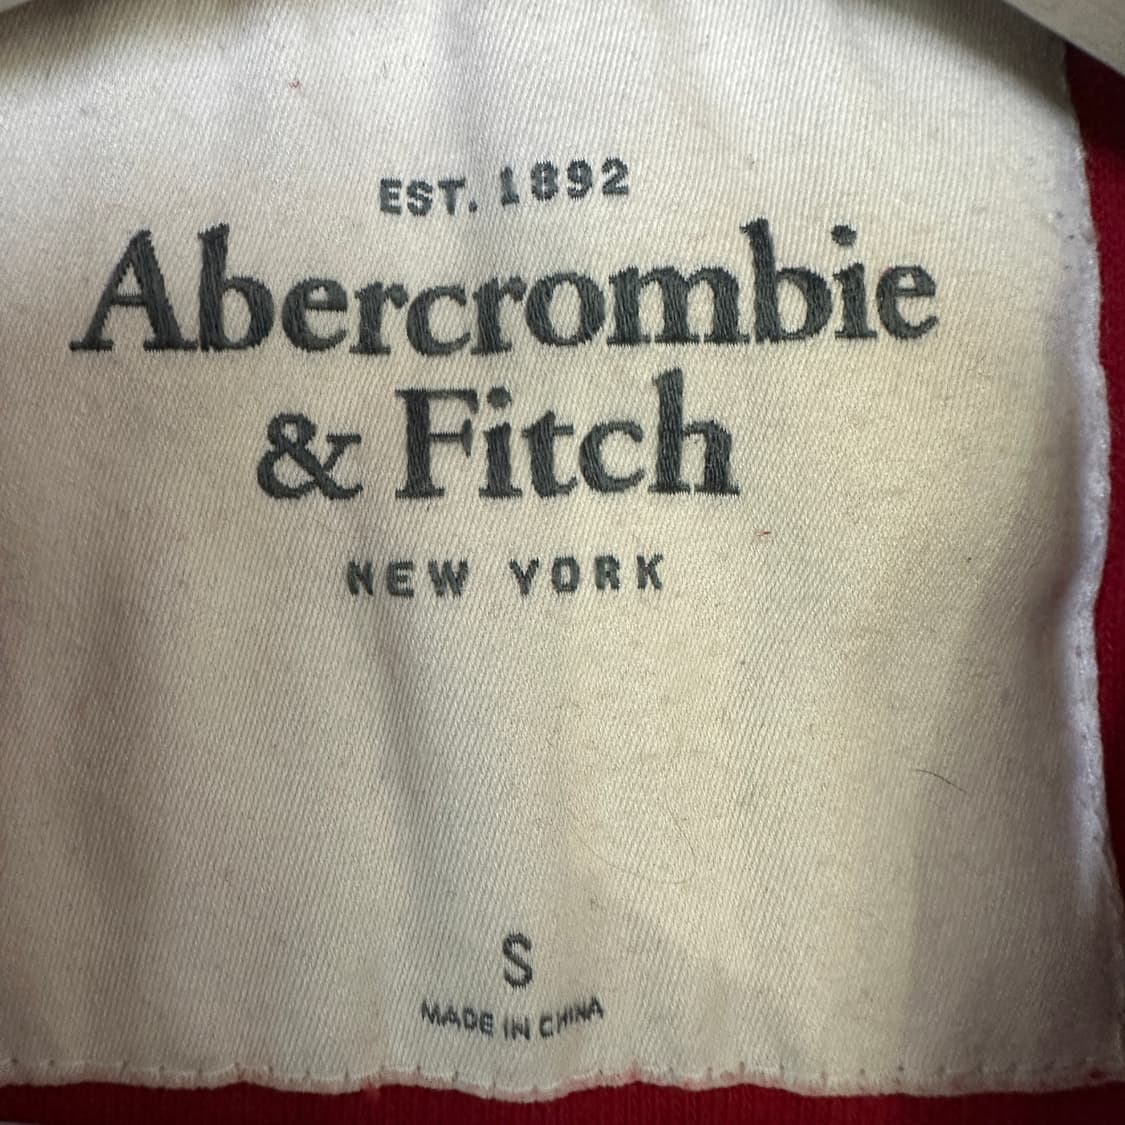 EST. 1892
Abercrombie
& Fitch
NEW YORK
S
MADE IN CHINA